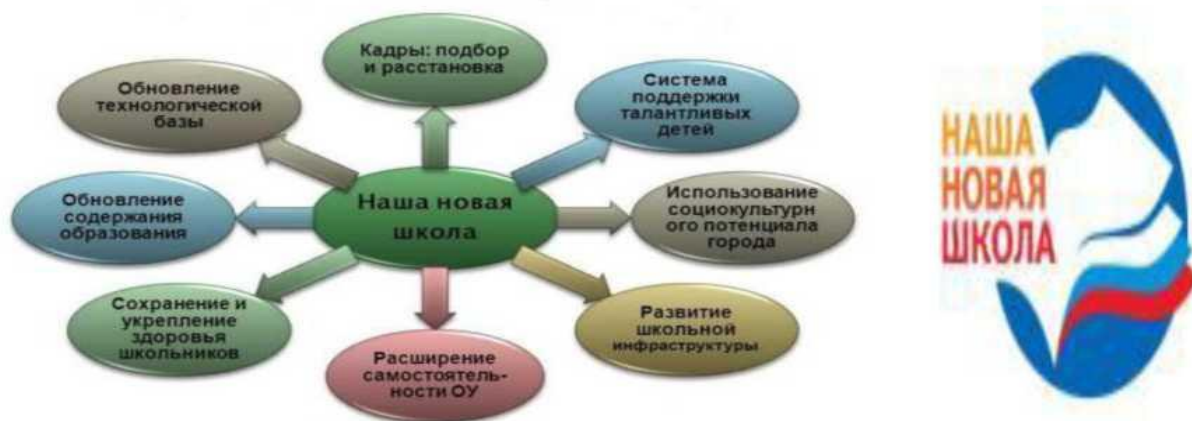 Кадры: подбор
и расстановка
Система
поддержки
талантливых
детей
Использование
социокультурн
ого потенциала
города
Развитие
школьной
инфраструктуры
Расширение
самостоятель-
ности ОУ
Сохранение и
укрепление
здоровья
школьников
Обновление
содержания
образования
Обновление
технологической
базы
Наша новая
школа
НАША
НОВАЯ
ШКОЛА